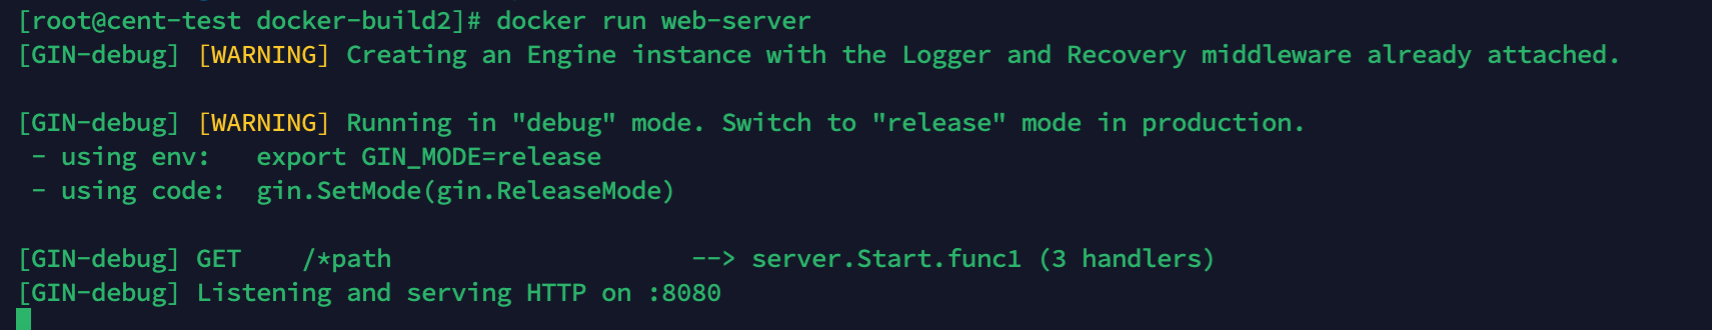 [root@cent-test docker-build2]# docker run web-server
[GIN-debug] [WARNING] Creating an Engine instance with the Logger and Recovery middleware already attached.
[GIN-debug] [WARNING] Running in "debug" mode. Switch to "release" mode in production.
 - using env:   export GIN_MODE=release
 - using code:  gin.SetMode(gin.ReleaseMode)
[GIN-debug] GET    /*path                    --> server.Start.func1 (3 handlers)
[GIN-debug] Listening and serving HTTP on :8080